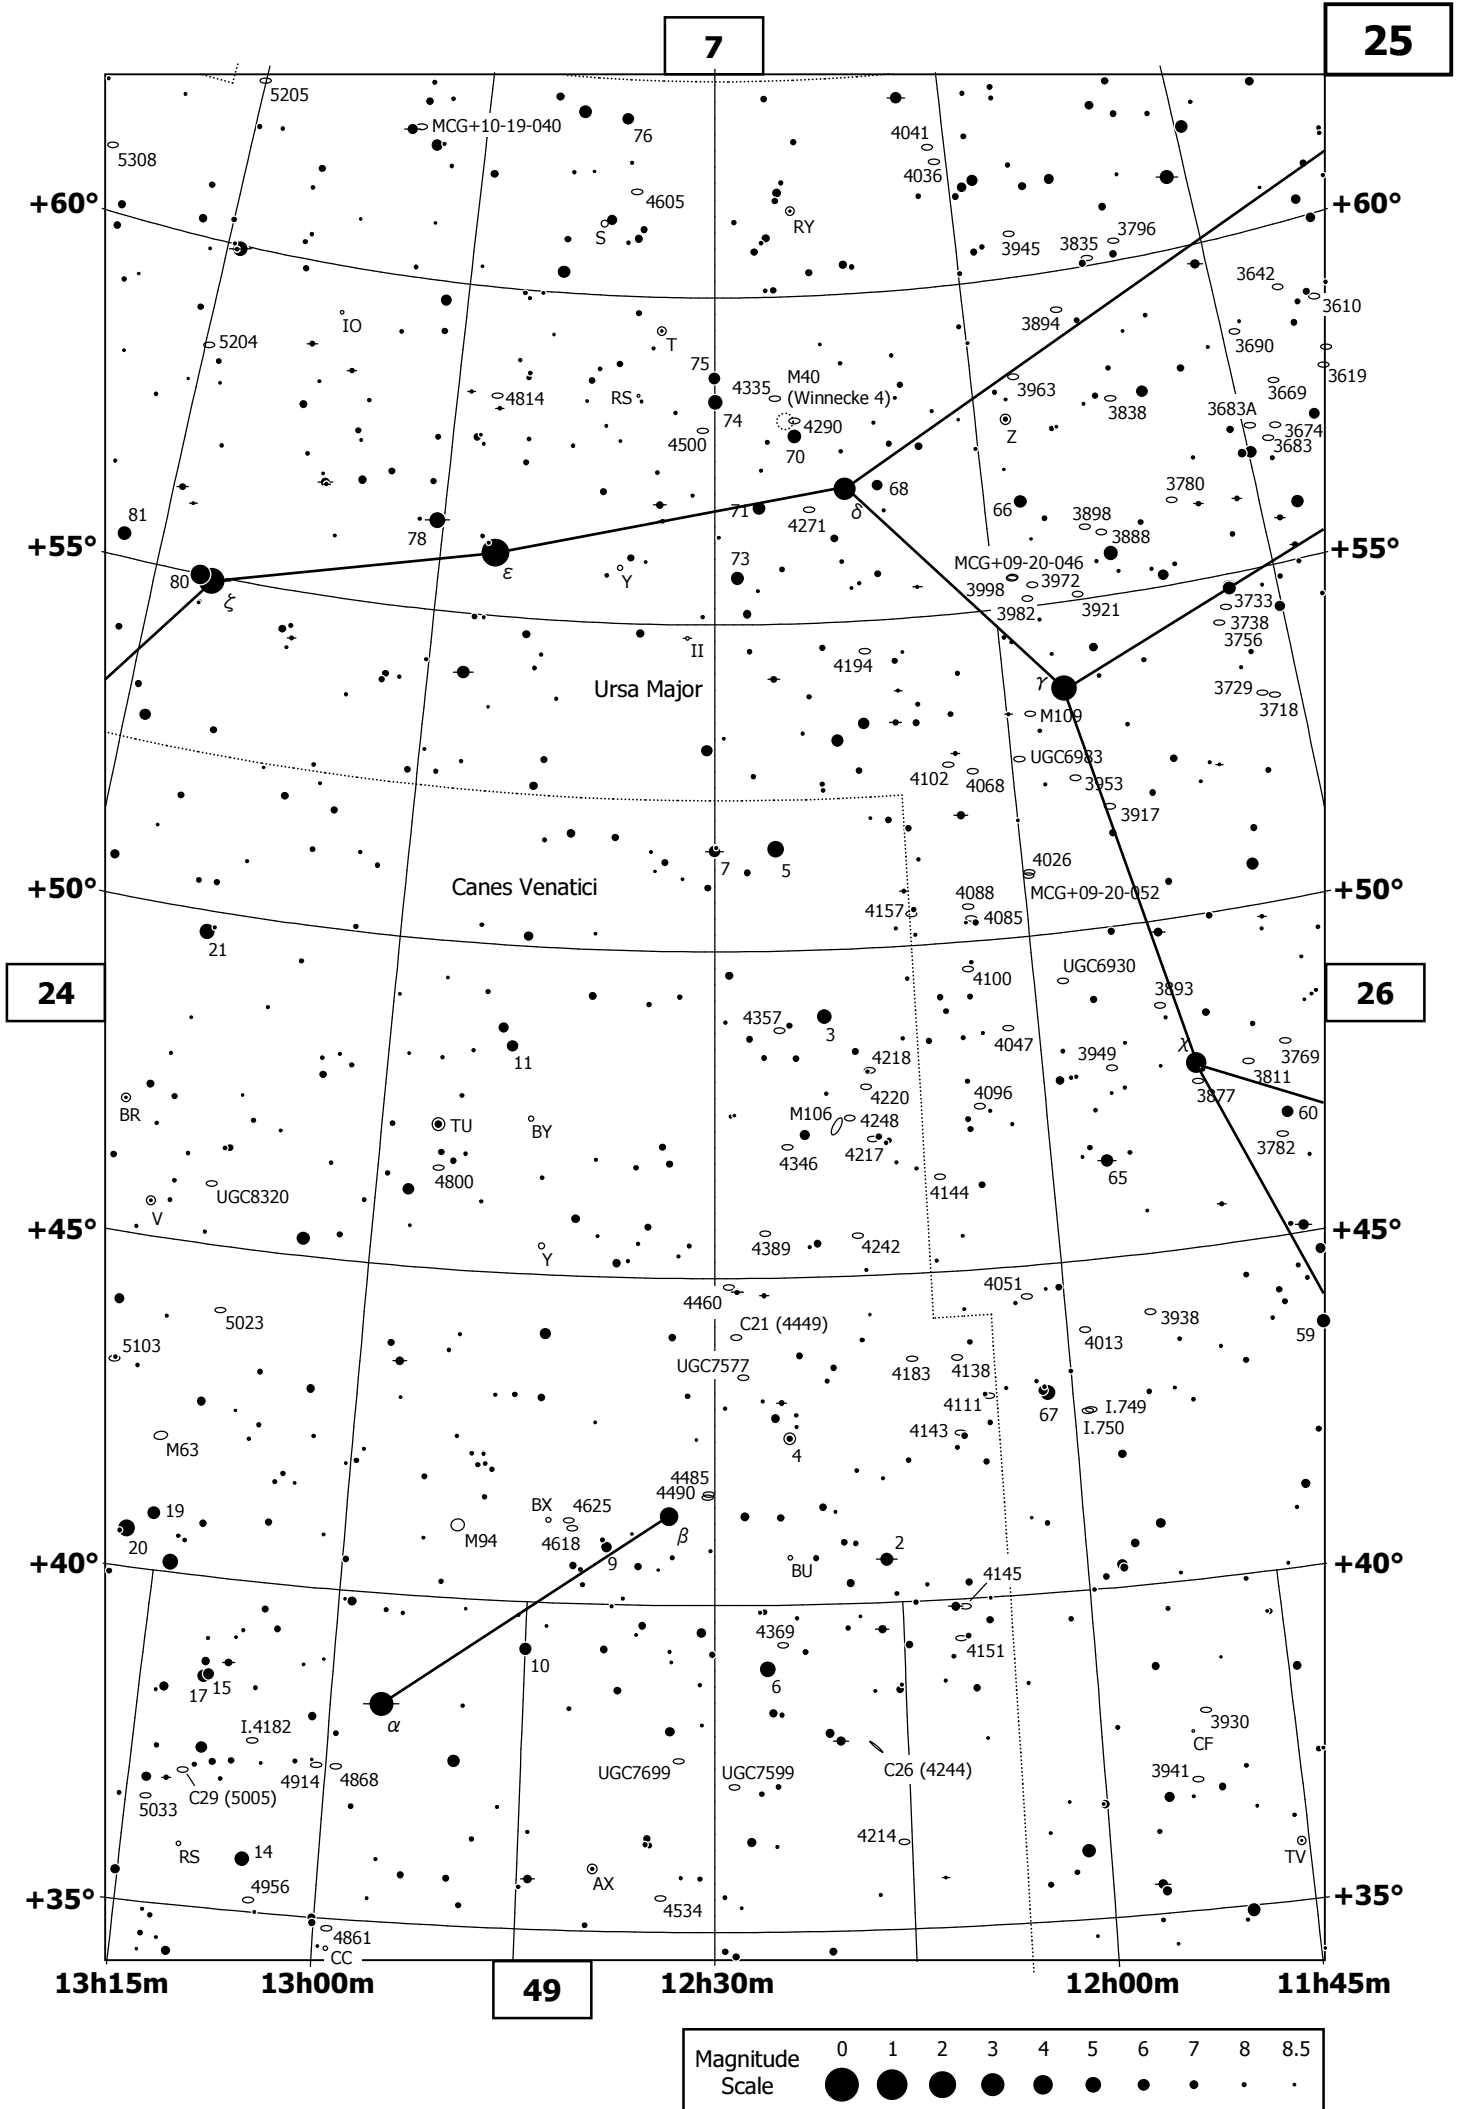 7
25
5205
MCG+10-19-040
76
4041
5308
4036
+60°
4605
+60°
S
RY
3945
3835
3796
3642
3610
IO
3894
5204
T
3690
75
M40
3619
4335
(Winnecke 4)
3963
3669
4814
RS
3838
3683A
74
4290
Z
3674
4500
3683
70
68
3780
81
71
δ
66
4271
3898
78
3888
+55°
+55°
ε
73
MCG+09-20-046
80
Y
3972
3998
ζ
3982
3921
3733
3738
II
3756
4194
Ursa Major
γ
3729
3718
M109
UGC6983
4102
4068
3953
3917
7
5
4026
Canes Venatici
+50°
+50°
4088
MCG+09-20-052
4157
4085
21
UGC6930
4100
24
3893
26
4357
3
4047
χ
11
4218
3949
3769
3811
BR
4220
4096
3877
M106
TU
BY
4248
60
4346
4217
3782
4800
65
UGC8320
4144
V
+45°
+45°
Y
4389
4242
4051
4460
5023
C21 (4449)
3938
5103
4013
59
UGC7577
4183
4138
4111
67
I.749
4143
I.750
M63
4
4485
4490
BX
4625
19
M94
4618
β
20
2
+40°
9
BU
+40°
4145
4369
4151
10
17
15
6
α
I.4182
3930
CF
C26 (4244)
4914
4868
UGC7699
UGC7599
3941
C29 (5005)
5033
4214
RS
14
TV
AX
4956
+35°
4534
+35°
4861
CC
13h15m
13h00m
12h30m
12h00m
11h45m
49
0 1 2 3 4 5 6 7 8 8.5
Magnitude
Scale